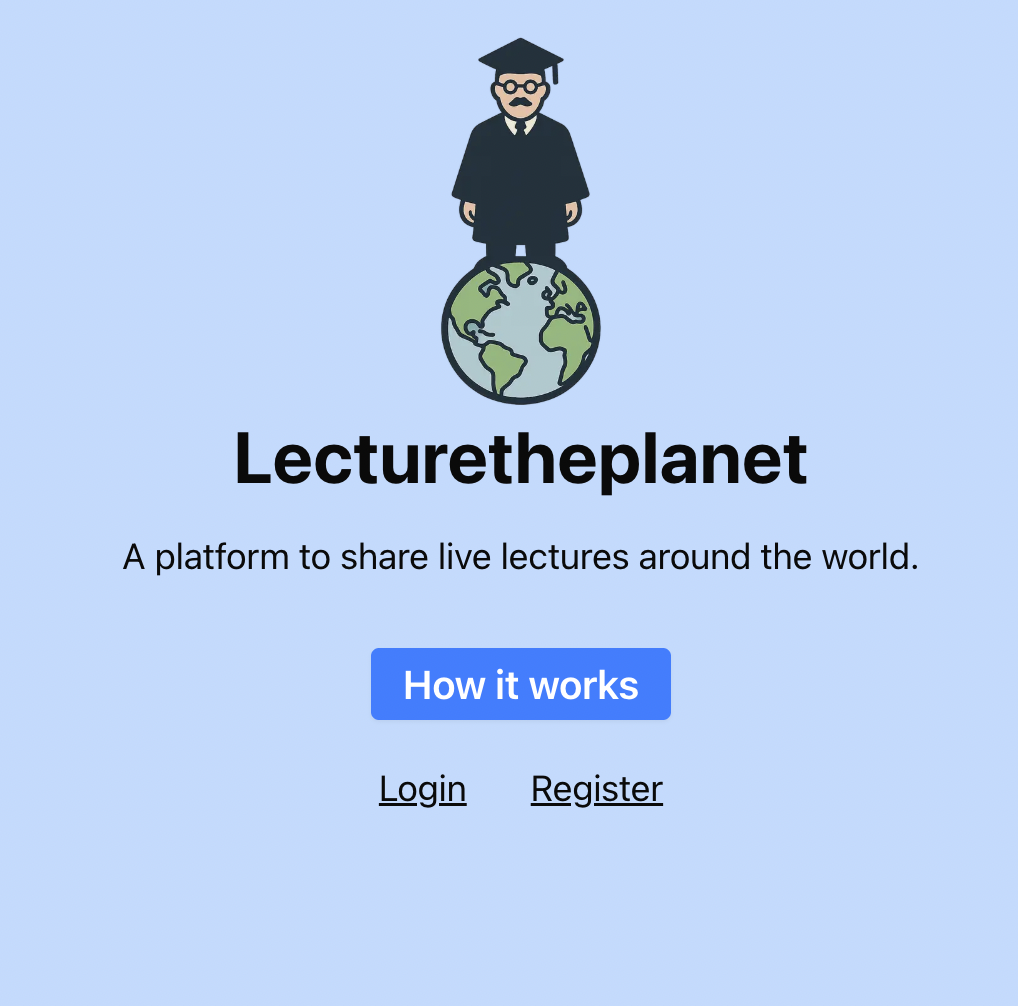 Lecturetheplanet
A platform to share live lectures around the world.
How it works
Login Register